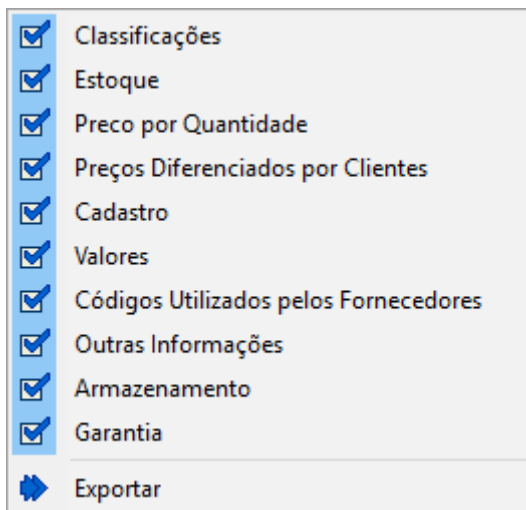 Classificações
Estoque
Preco por Quantidade
Preços Diferenciados por Clientes
Cadastro
Valores
Códigos Utilizados pelos Fornecedores
Outras Informações
Armazenamento
Garantia
Exportar